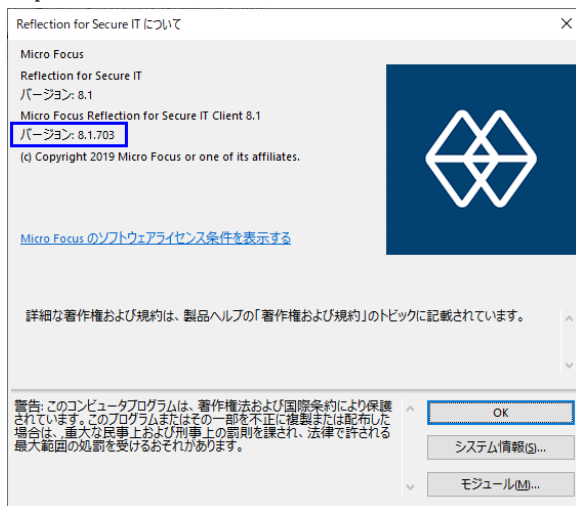 Reflection for Secure IT について
Micro Focus
Reflection for Secure IT
バージョン: 8.1
Micro Focus Reflection for Secure IT Client 8.1
バージョン: 8.1.703
(c) Copyright 2019 Micro Focus or one of its affiliates.
Micro Focus のソフトウェアライセンス条件を表示する
詳細な著作権および規約は、製品ヘルプの「著作権および規約」のトピックに記載されています。
警告: このコンピュータプログラムは、著作権法および国際条約により保護
されています。このプログラムまたはその一部を不正に複製または配布した
場合は、重大な民事上および刑事上の罰則を課され、法律で許される
最大範囲の処罰を受けるおそれがあります。
OK
システム情報(S)...
モジュール(M)...